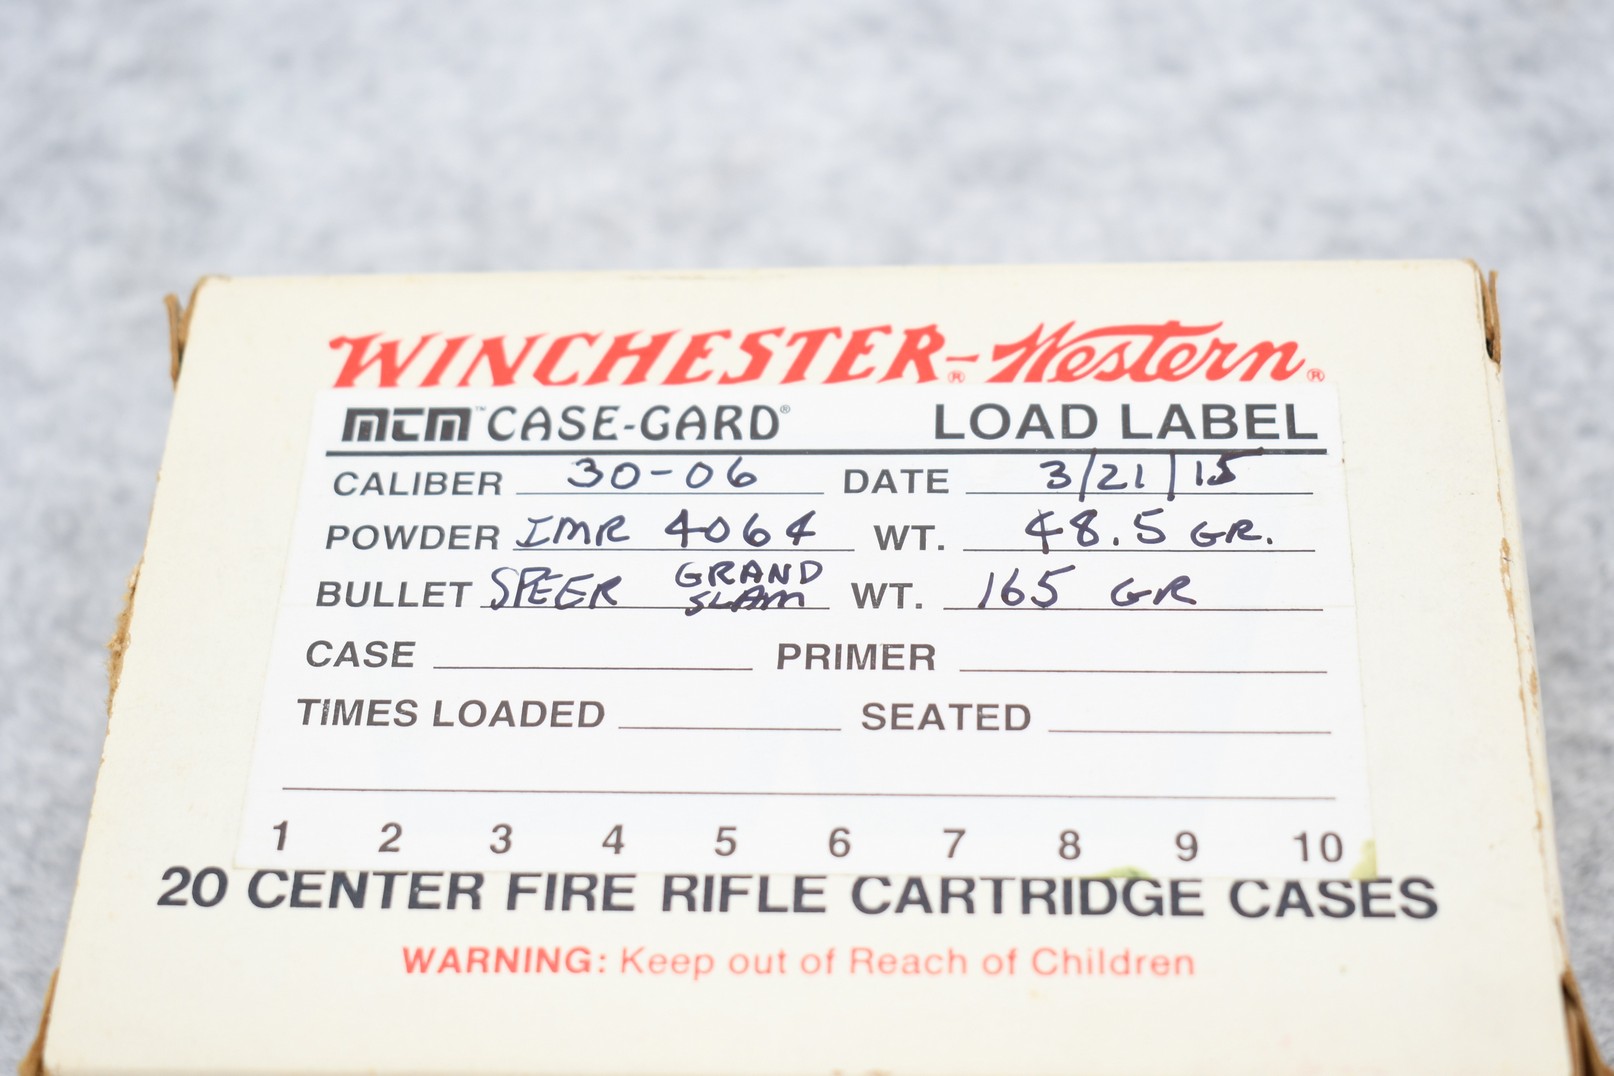 WINCHESTER®-Western®
MTM™ CASE-GARD® LOAD LABEL
CALIBER 30-06 DATE 3/21/15
POWDER IMR 4064 WT. 48.5 GR.
BULLET SPEER GRAND SLAM WT. 165 GR
CASE PRIMER
TIMES LOADED SEATED
1 2 3 4 5 6 7 8 9 10
20 CENTER FIRE RIFLE CARTRIDGE CASES
WARNING: Keep out of Reach of Children